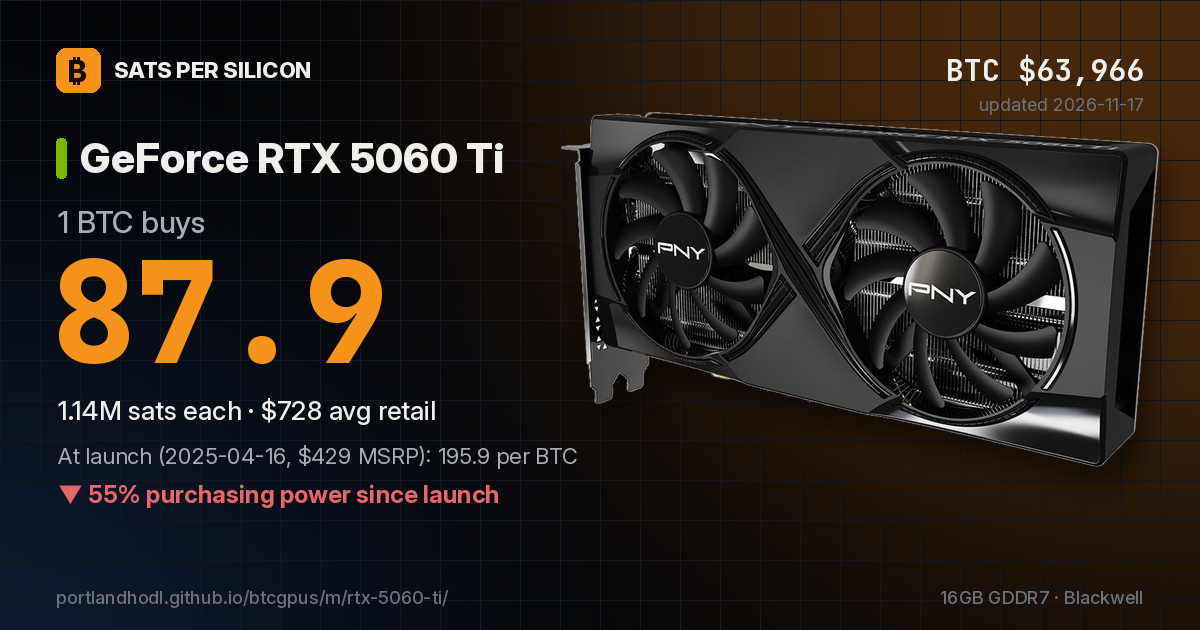 SATS PER SILICON
BTC $63,966
updated 2026-11-17
GeForce RTX 5060 Ti
1 BTC buys
87.9
1.14M sats each · $728 avg retail
At launch (2025-04-16, $429 MSRP): 195.9 per BTC
▼ 55% purchasing power since launch
PNY
PNY
portlandhodl.github.io/btcgpus/m/rtx-5060-ti/
16GB GDDR7 · Blackwell